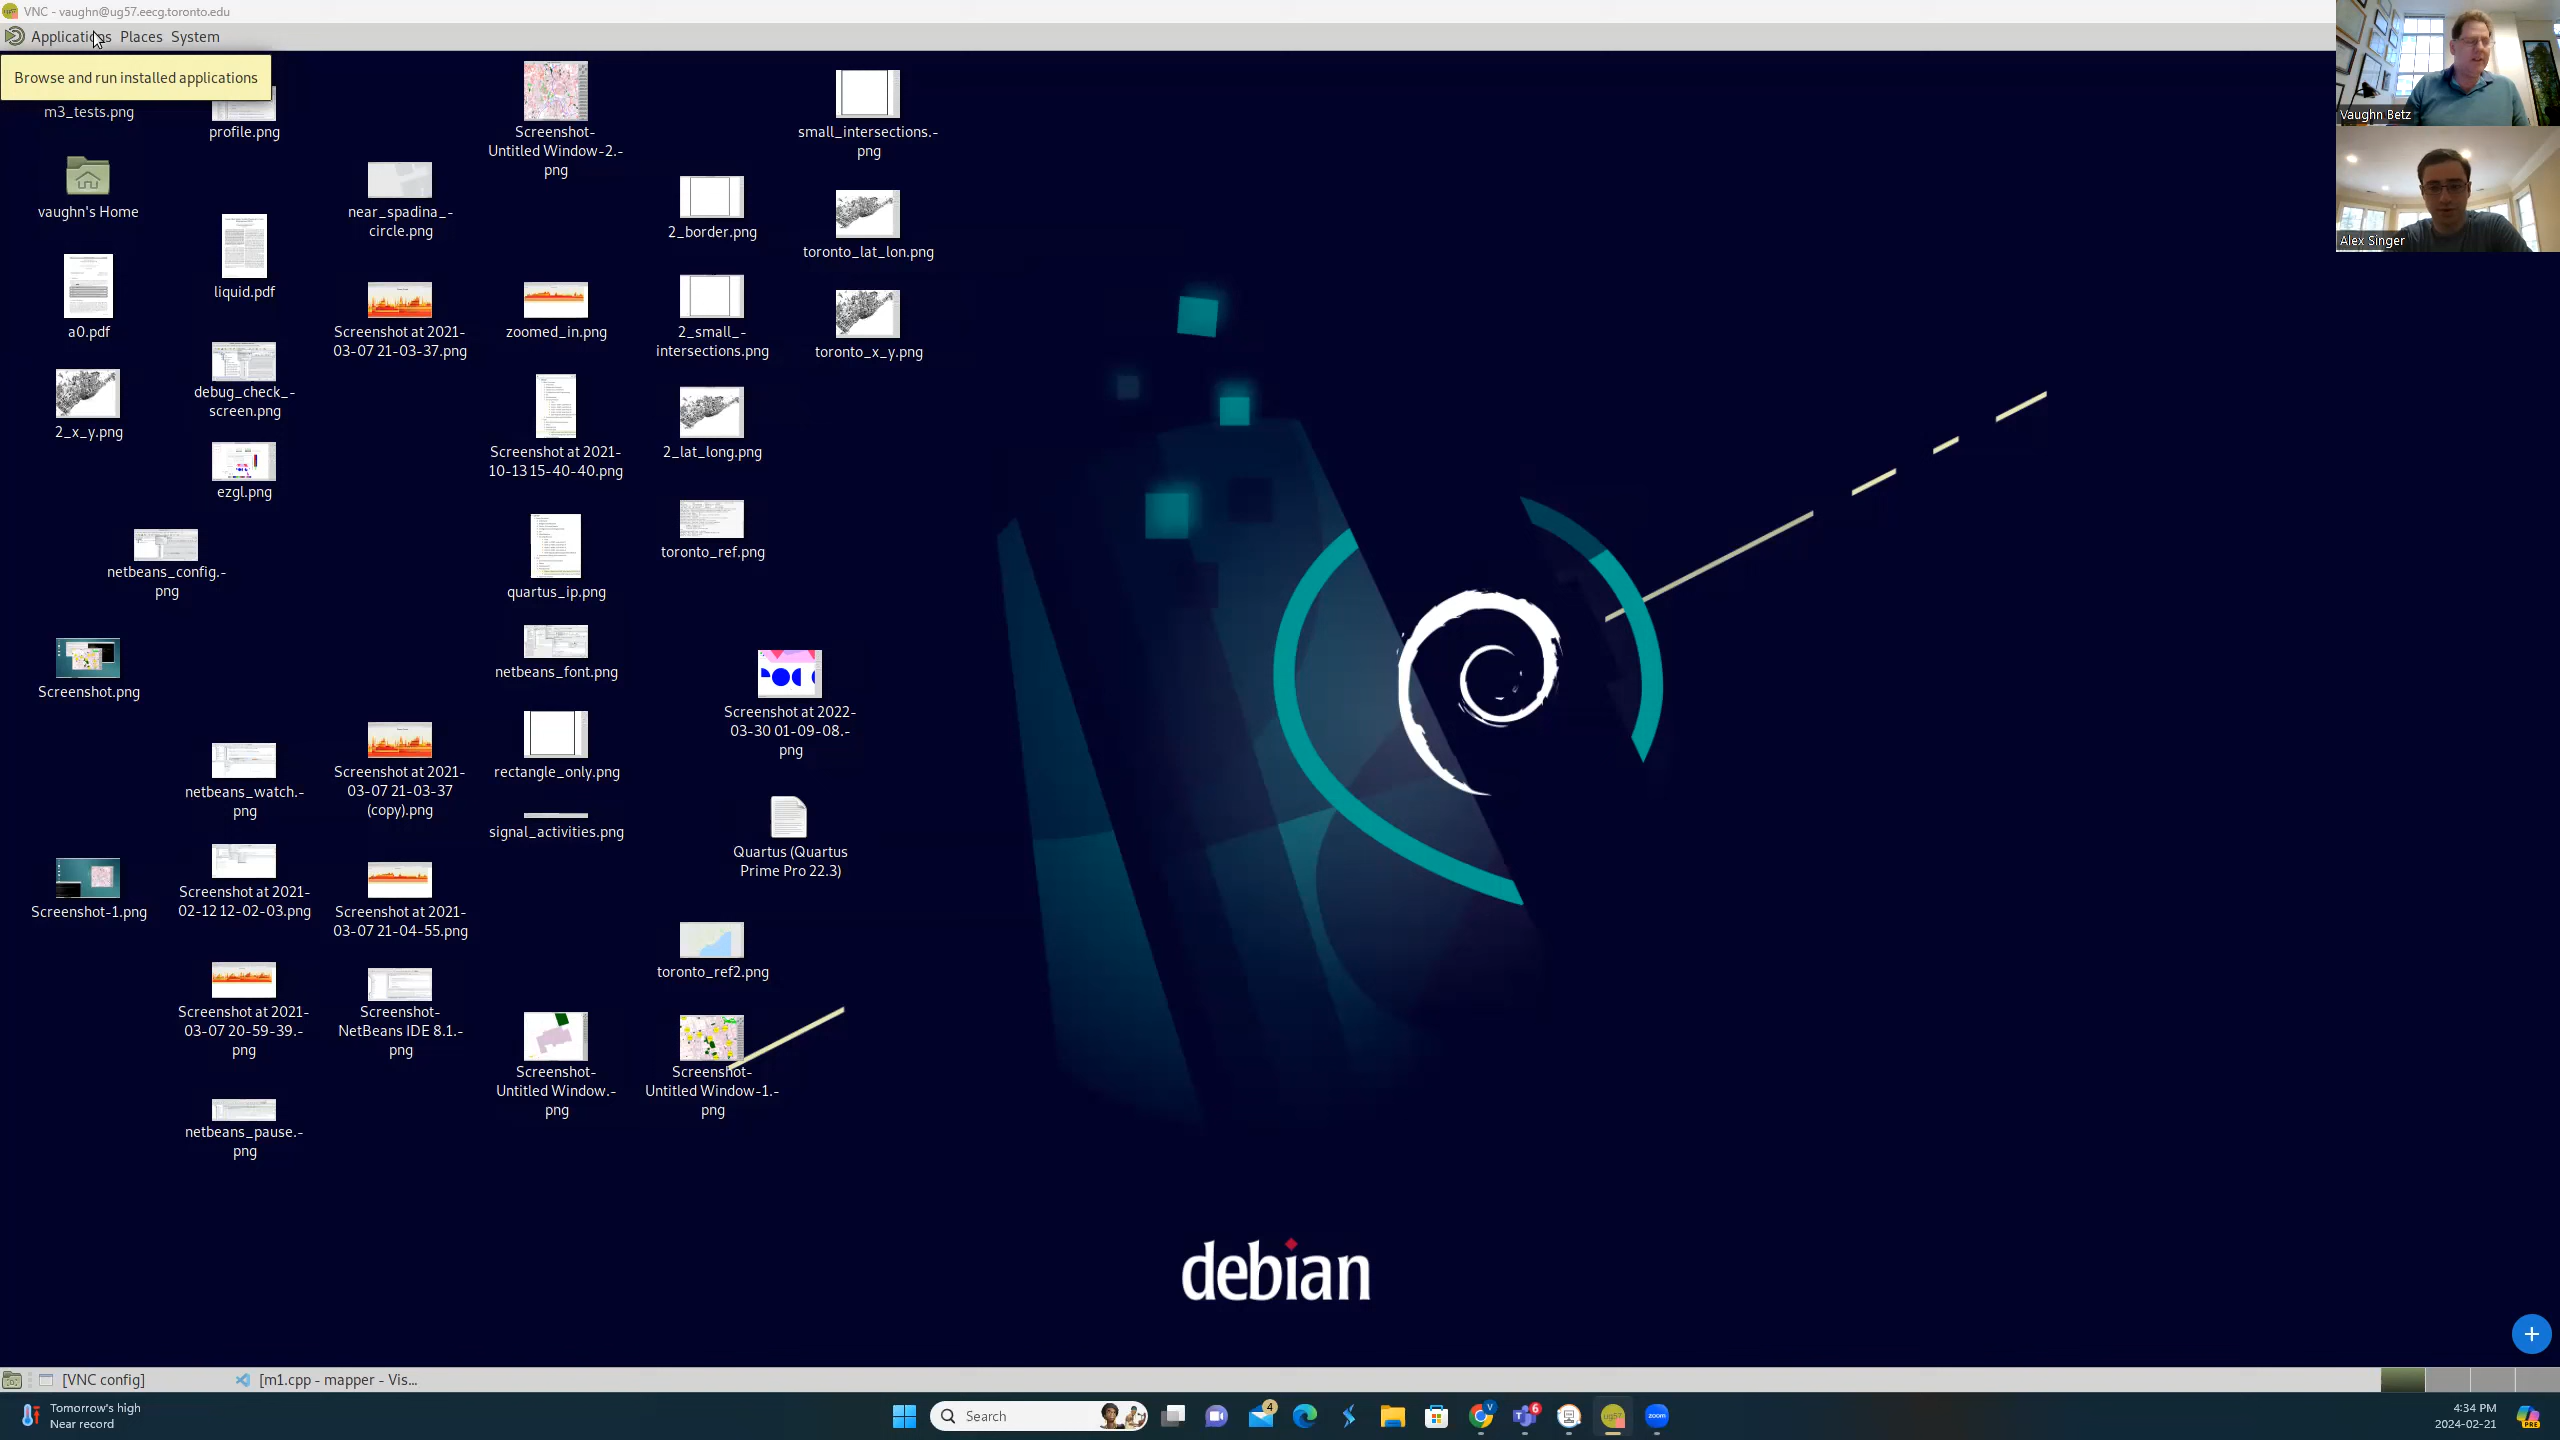 VNC - vaughn@ug57.eecg.toronto.edu
Applications Places System
Browse and run installed applications
m3_tests.png
profile.png
vaughn's Home
liquid.pdf
a0.pdf
debug_check_-
screen.png
2_x_y.png
ezgl.png
netbeans_config.-
png
Screenshot.png
netbeans_watch.-
png
Screenshot-1.png
Screenshot at 2021-
02-12 12-02-03.png
Screenshot at 2021-
03-07 20-59-39.-
png
netbeans_pause.-
png
near_spadina_-
circle.png
Screenshot at 2021-
03-07 21-03-37.png
Screenshot at 2021-
03-07 21-03-37
(copy).png
Screenshot at 2021-
03-07 21-04-55.png
Screenshot-
NetBeans IDE 8.1.-
png
Screenshot-
Untitled Window-2.-
png
zoomed_in.png
Screenshot at 2021-
10-13 15-40-40.png
quartus_ip.png
netbeans_font.png
rectangle_only.png
signal_activities.png
Screenshot-
Untitled Window.-
png
2_border.png
2_small_-
intersections.png
2_lat_long.png
toronto_ref.png
Screenshot at 2022-
03-30 01-09-08.-
png
Quartus (Quartus
Prime Pro 22.3)
toronto_ref2.png
Screenshot-
Untitled Window-1.-
png
small_intersections.-
png
toronto_lat_lon.png
toronto_x_y.png
Vaughn Betz
Alex Singer
debian
[VNC config]
[m1.cpp - mapper - Vis...
Tomorrow's high
Near record
Search
4
V
6
ug57
zoom
4:34 PM
2024-02-21
PRE